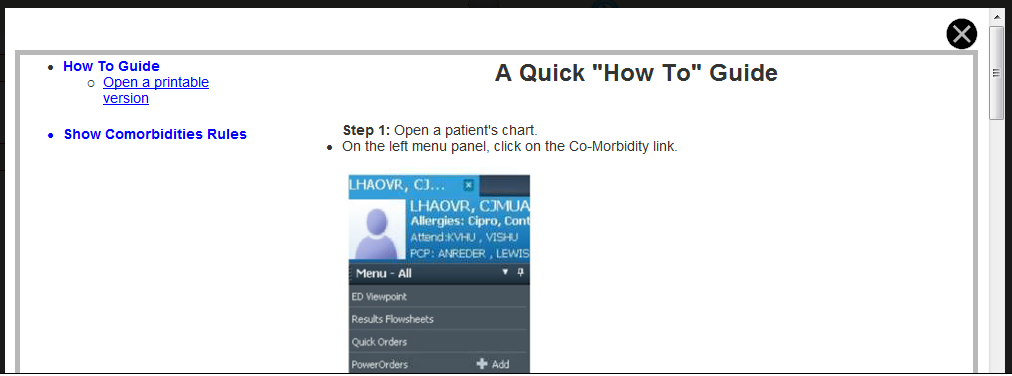 How To Guide
Open a printable
version
Show Comorbidities Rules
A Quick "How To" Guide
Step 1: Open a patient's chart.
On the left menu panel, click on the Co-Morbidity link.
LHAOVR, CJ...
LHAOVR, CJMUA
Allergies: Cipro, Cont
Attend:KVHU , VISHU
PCP: ANREDER , LEWIS
Menu - All
ED Viewpoint
Results Flowsheets
Quick Orders
PowerOrders
Add